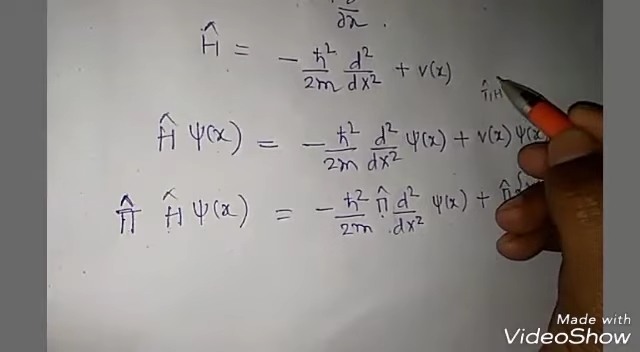 ∂/∂x .
Ĥ = - ℏ²/2m d²/dx² + v(x)
Π̂ H
Ĥ ψ(x) = - ℏ²/2m d²/dx² ψ(x) + v(x) ψ(x
Π̂ Ĥ ψ(x) = - ℏ²/2m Π̂ d²/dx² ψ(x) + Π̂
Made with
VideoShow